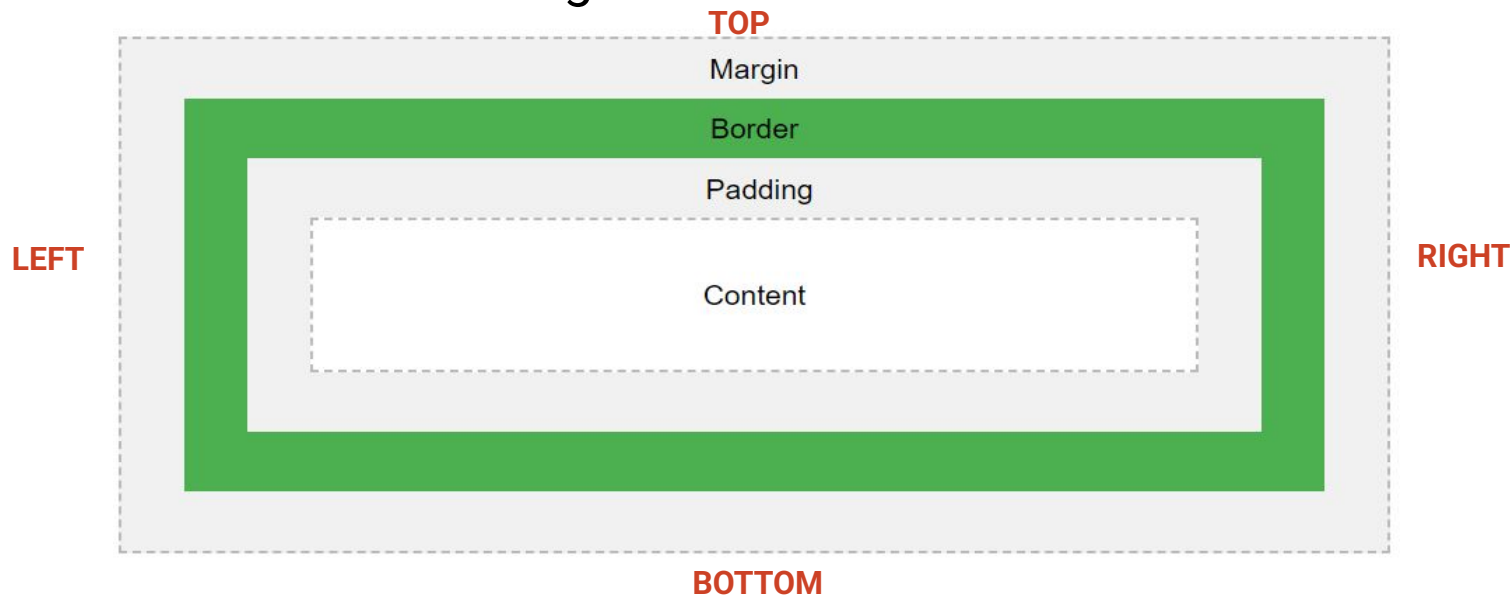 TOP
Margin
Border
Padding
LEFT
RIGHT
Content
BOTTOM